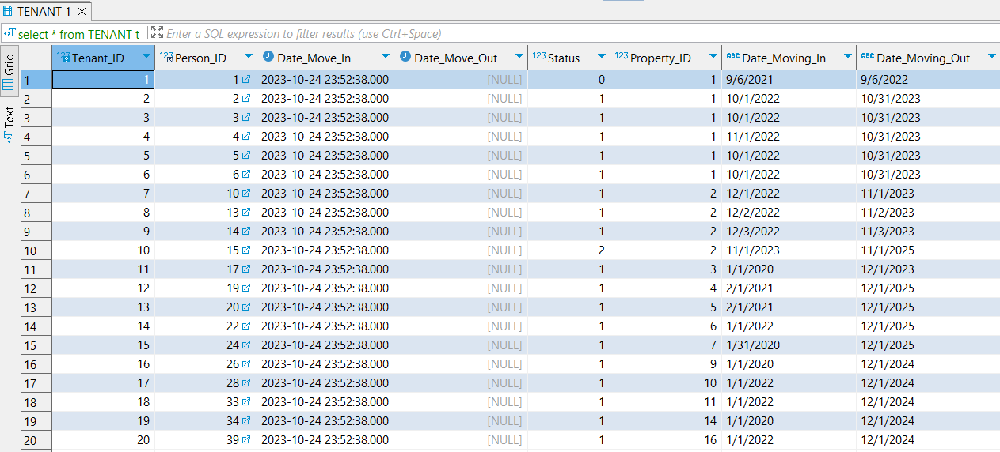 TENANT 1
select * from TENANT t Enter a SQL expression to filter results (use Ctrl+Space)
Grid
Text
123 Tenant_ID 123 Person_ID Date_Move_In Date_Move_Out 123 Status 123 Property_ID ABC Date_Moving_In ABC Date_Moving_Out
1 1 1 2023-10-24 23:52:38.000 [NULL] 0 1 9/6/2021 9/6/2022
2 2 2 2023-10-24 23:52:38.000 [NULL] 1 1 10/1/2022 10/31/2023
3 3 3 2023-10-24 23:52:38.000 [NULL] 1 1 10/1/2022 10/31/2023
4 4 4 2023-10-24 23:52:38.000 [NULL] 1 1 11/1/2022 10/31/2023
5 5 5 2023-10-24 23:52:38.000 [NULL] 1 1 10/1/2022 10/31/2023
6 6 6 2023-10-24 23:52:38.000 [NULL] 1 1 10/1/2022 10/31/2023
7 7 10 2023-10-24 23:52:38.000 [NULL] 1 2 12/1/2022 11/1/2023
8 8 13 2023-10-24 23:52:38.000 [NULL] 1 2 12/2/2022 11/2/2023
9 9 14 2023-10-24 23:52:38.000 [NULL] 1 2 12/3/2022 11/3/2023
10 10 15 2023-10-24 23:52:38.000 [NULL] 2 2 11/1/2023 11/1/2025
11 11 17 2023-10-24 23:52:38.000 [NULL] 1 3 1/1/2020 12/1/2023
12 12 19 2023-10-24 23:52:38.000 [NULL] 1 4 2/1/2021 12/1/2025
13 13 20 2023-10-24 23:52:38.000 [NULL] 1 5 2/1/2021 12/1/2025
14 14 22 2023-10-24 23:52:38.000 [NULL] 1 6 1/1/2022 12/1/2025
15 15 24 2023-10-24 23:52:38.000 [NULL] 1 7 1/31/2020 12/1/2025
16 16 26 2023-10-24 23:52:38.000 [NULL] 1 9 1/1/2020 12/1/2024
17 17 28 2023-10-24 23:52:38.000 [NULL] 1 10 1/1/2022 12/1/2024
18 18 33 2023-10-24 23:52:38.000 [NULL] 1 11 1/1/2022 12/1/2024
19 19 34 2023-10-24 23:52:38.000 [NULL] 1 14 1/1/2020 12/1/2024
20 20 39 2023-10-24 23:52:38.000 [NULL] 1 16 1/1/2022 12/1/2024